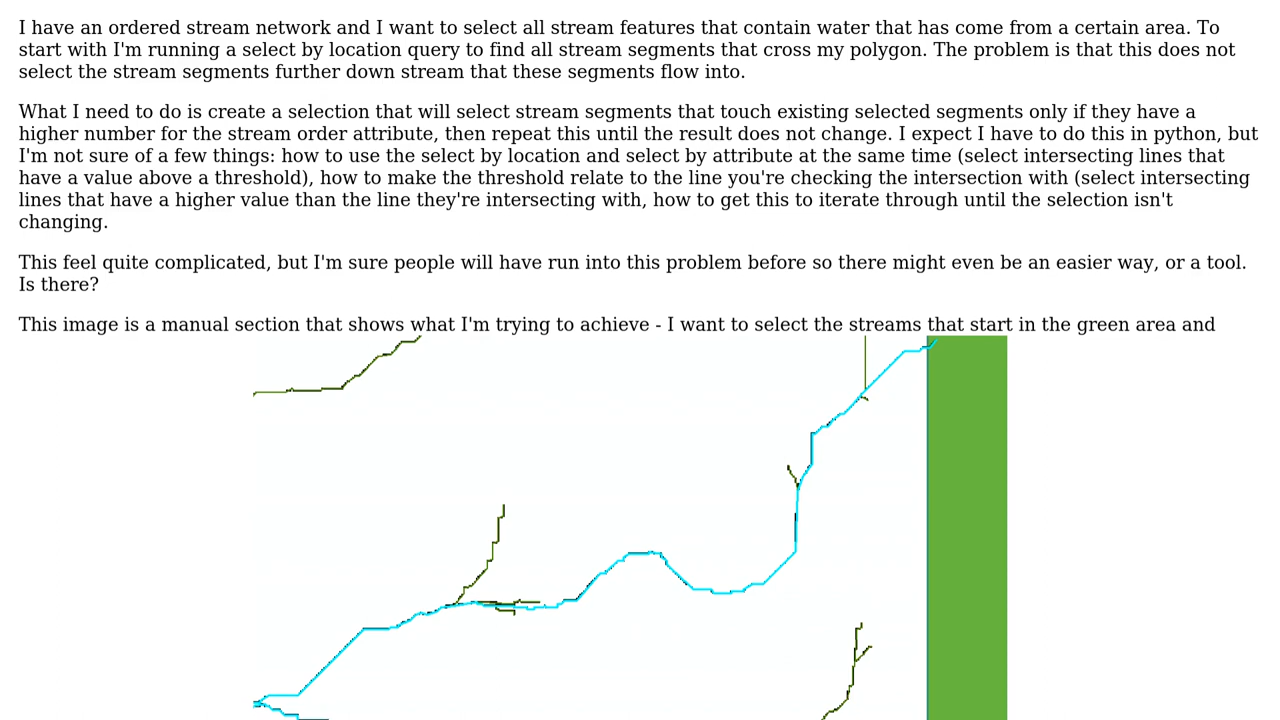 I have an ordered stream network and I want to select all stream features that contain water that has come from a certain area. To
start with I'm running a select by location query to find all stream segments that cross my polygon. The problem is that this does not
select the stream segments further down stream that these segments flow into.
What I need to do is create a selection that will select stream segments that touch existing selected segments only if they have a
higher number for the stream order attribute, then repeat this until the result does not change. I expect I have to do this in python, but
I'm not sure of a few things: how to use the select by location and select by attribute at the same time (select intersecting lines that
have a value above a threshold), how to make the threshold relate to the line you're checking the intersection with (select intersecting
lines that have a higher value than the line they're intersecting with, how to get this to iterate through until the selection isn't
changing.
This feel quite complicated, but I'm sure people will have run into this problem before so there might even be an easier way, or a tool.
Is there?
This image is a manual section that shows what I'm trying to achieve - I want to select the streams that start in the green area and